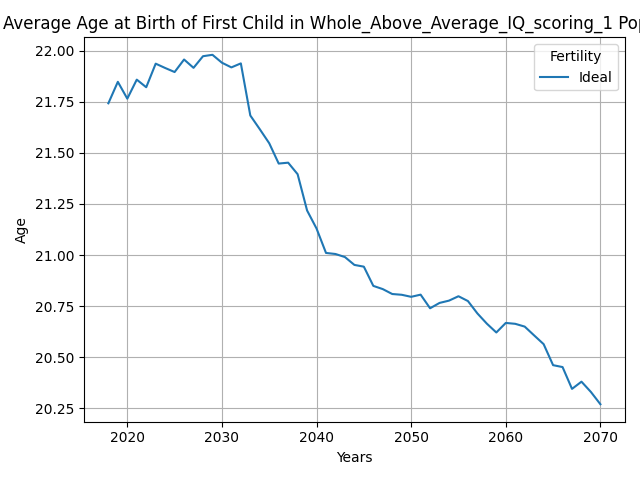 Average Age at Birth of First Child in Whole_Above_Average_IQ_scoring_1
Fertility
Ideal
22.00
21.75
21.50
21.25
21.00
20.75
20.50
20.25
Age
2020 2030 2040 2050 2060 2070
Years